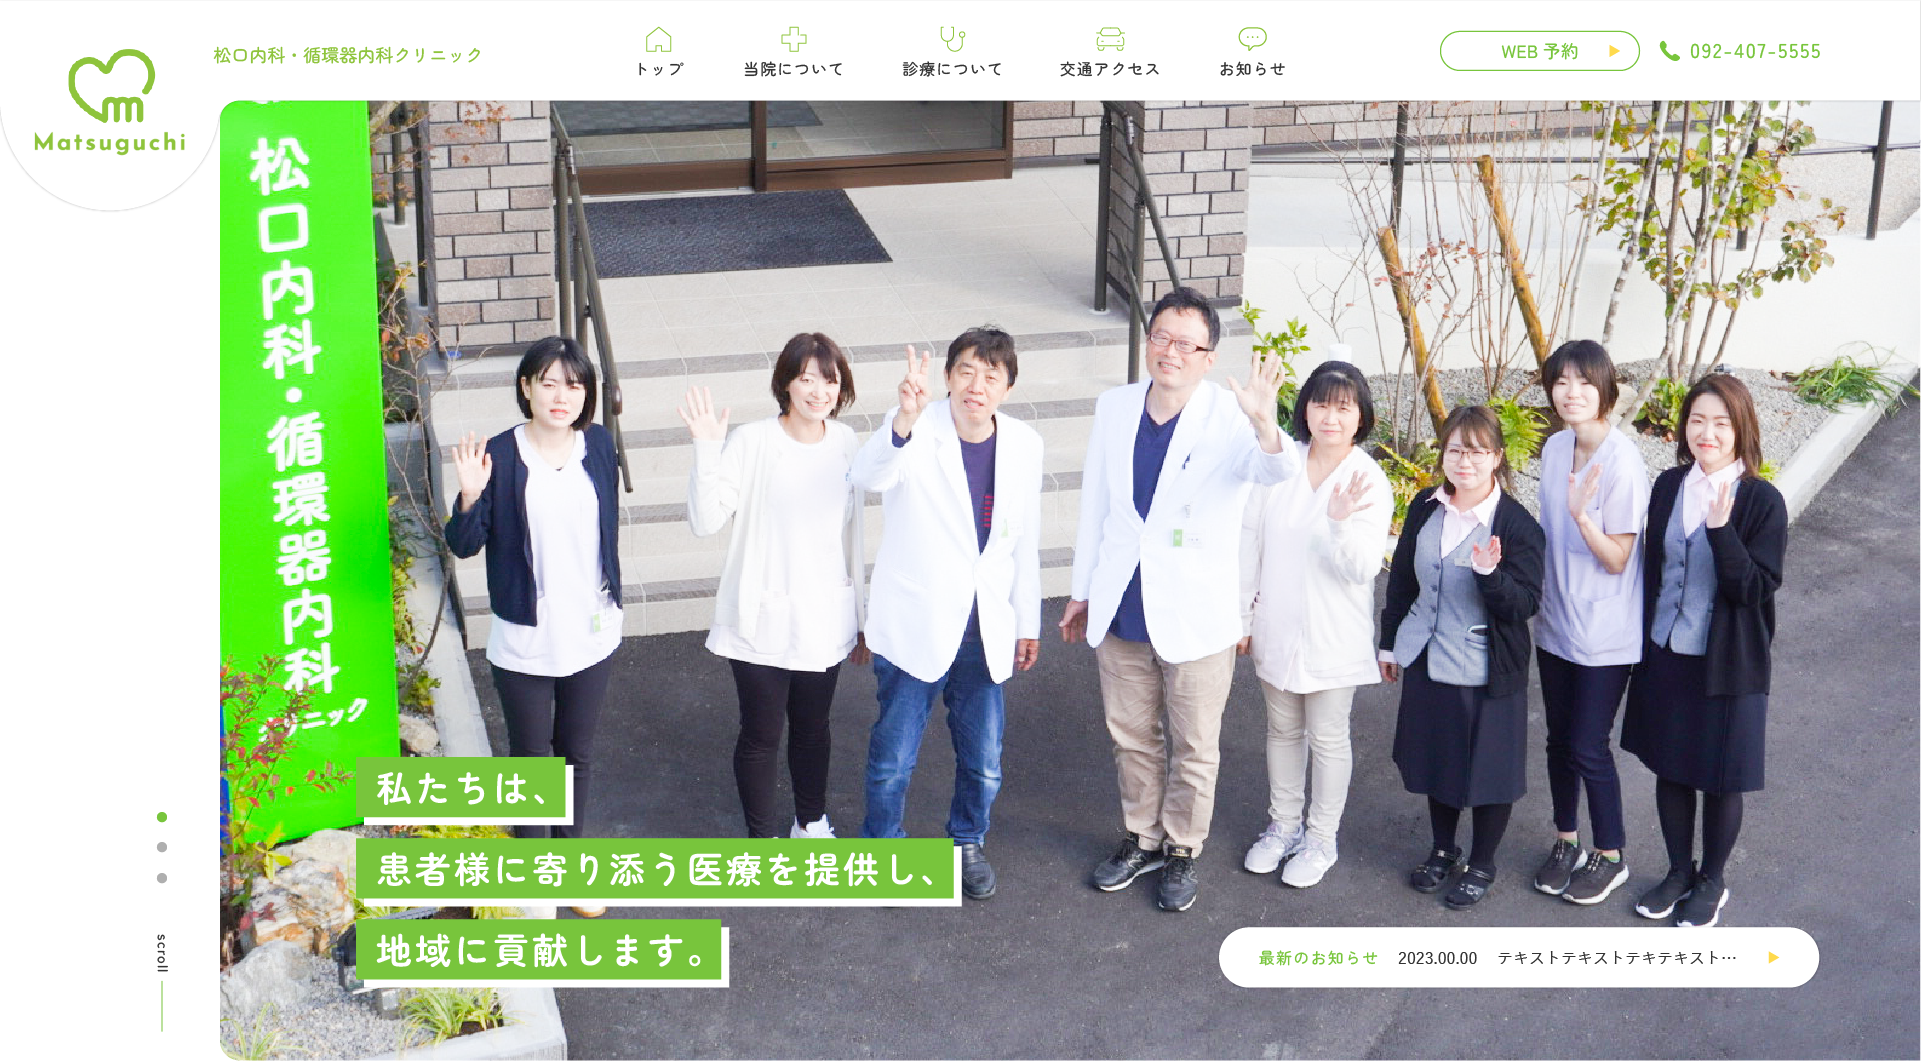 Matsuguchi
松口内科・循環器内科クリニック
トップ
当院について
診療について
交通アクセス
お知らせ
WEB 予約
092-407-5555
松口内科・循環器内科
クリニック
私たちは、
患者様に寄り添う医療を提供し、
地域に貢献します。
scroll
最新のお知らせ 2023.00.00 テキストテキストテキテキスト…